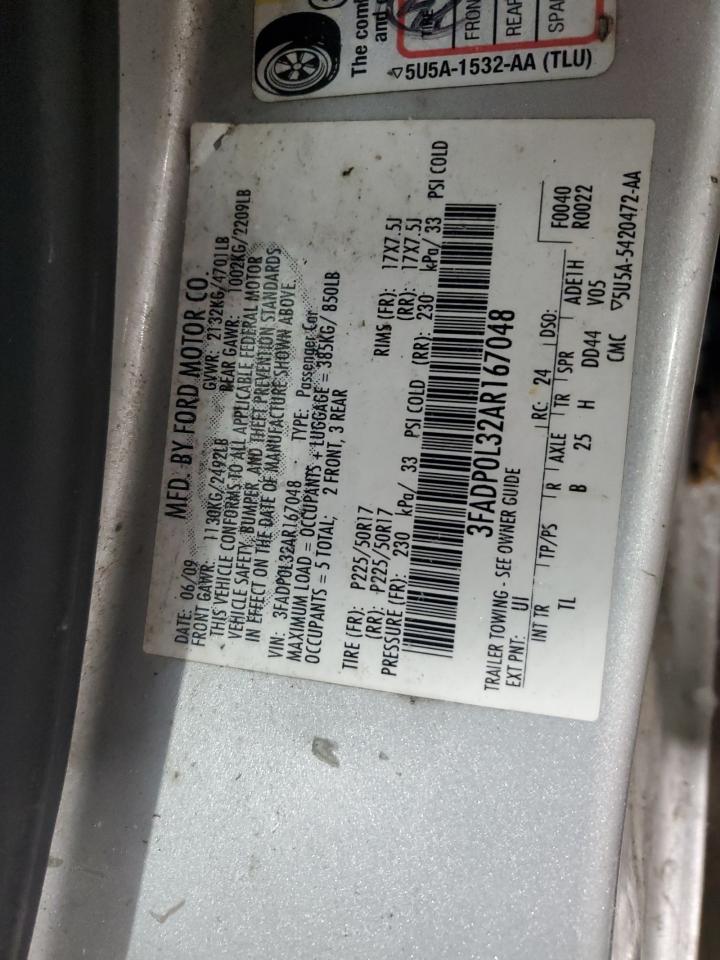 The comb
and c
TIRE
FRON
REAR
SPA
▽5U5A-1532-AA (TLU)
MFD. BY FORD MOTOR CO.
DATE: 06/09 GVWR: 2132KG/4701LB
FRONT GAWR: 1130KG/2492LB REAR GAWR: 1002KG/2209LB
THIS VEHICLE CONFORMS TO ALL APPLICABLE FEDERAL MOTOR
VEHICLE SAFETY, BUMPER, AND THEFT PREVENTION STANDARDS
IN EFFECT ON THE DATE OF MANUFACTURE SHOWN ABOVE.
VIN: 3FADP0L32AR167048 TYPE: Passenger Car
MAXIMUM LOAD = OCCUPANTS + LUGGAGE = 385KG/ 850LB
OCCUPANTS = 5 TOTAL; 2 FRONT, 3 REAR
TIRE (FR): P225/50R17 RIMS (FR): 17X7.5J
(RR): P225/50R17 (RR): 17X7.5J
PRESSURE (FR): 230 kPa/ 33 PSI COLD (RR): 230 kPa/ 33 PSI COLD
3FADP0L32AR167048
TRAILER TOWING - SEE OWNER GUIDE
EXT PNT: UI RC: 24 DSO: F0040
R0022
INT TR TP/PS R AXLE TR SPR ADE1H
TL B 25 H DD44 V05
CMC ▽5U5A-5420472-AA